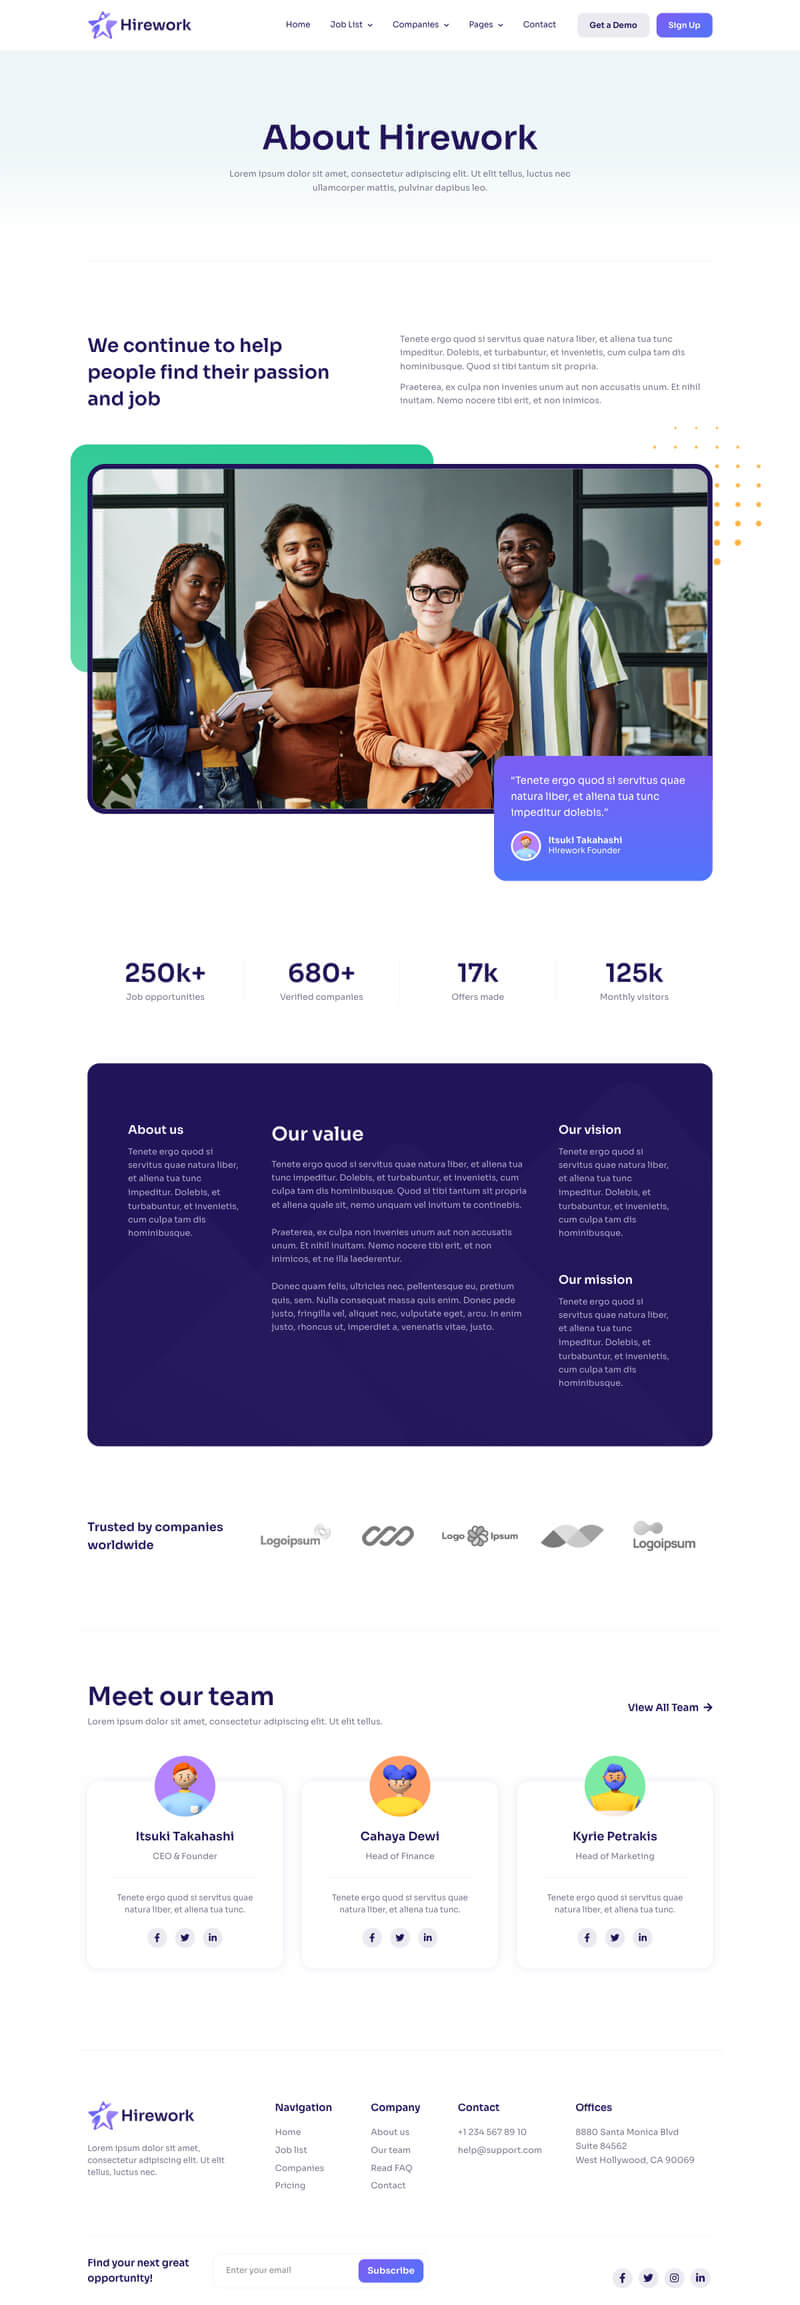 Hirework
Home
Job List
Companies
Pages
Contact
Get a Demo
Sign Up
About Hirework
Lorem ipsum dolor sit amet, consectetur adipiscing elit. Ut elit tellus, luctus nec
ullamcorper mattis, pulvinar dapibus leo.
We continue to help
people find their passion
and job
Tenete ergo quod si servitus quae natura liber, et aliena tua tunc
impeditur. Dolebis, et turbabuntur, et invenietis, cum culpa tam dis
hominibusque. Quod si tibi tantum sit propria.
Praeterea, ex culpa non invenies unum aut non accusatis unum. Et nihil
inuitam. Nemo nocere tibi erit, et non inimicos.
"Tenete ergo quod si servitus quae
natura liber, et aliena tua tunc
impeditur dolebis."
Itsuki Takahashi
Hirework Founder
250k+
Job opportunities
680+
Verified companies
17k
Offers made
125k
Monthly visitors
About us
Tenete ergo quod si
servitus quae natura liber,
et aliena tua tunc
impeditur. Dolebis, et
turbabuntur, et invenietis,
cum culpa tam dis
hominibusque.
Our value
Tenete ergo quod si servitus quae natura liber, et aliena tua
tunc impeditur. Dolebis, et turbabuntur, et invenietis, cum
culpa tam dis hominibusque. Quod si tibi tantum sit propria
et aliena quale sit, nemo unquam vel invitum te continebis.
Praeterea, ex culpa non invenies unum aut non accusatis
unum. Et nihil inuitam. Nemo nocere tibi erit, et non
inimicos, et ne illa laederentur.
Donec quam felis, ultricies nec, pellentesque eu, pretium
quis, sem. Nulla consequat massa quis enim. Donec pede
justo, fringilla vel, aliquet nec, vulputate eget, arcu. In enim
justo, rhoncus ut, imperdiet a, venenatis vitae, justo.
Our vision
Tenete ergo quod si
servitus quae natura liber,
et aliena tua tunc
impeditur. Dolebis, et
turbabuntur, et invenietis,
cum culpa tam dis
hominibusque.
Our mission
Tenete ergo quod si
servitus quae natura liber,
et aliena tua tunc
impeditur. Dolebis, et
turbabuntur, et invenietis,
cum culpa tam dis
hominibusque.
Trusted by companies
worldwide
Logoipsum
Logo Ipsum
Logoipsum
Meet our team
Lorem ipsum dolor sit amet, consectetur adipiscing elit. Ut elit tellus.
View All Team
Itsuki Takahashi
CEO & Founder
Tenete ergo quod si servitus quae
natura liber, et aliena tua tunc.
Cahaya Dewi
Head of Finance
Tenete ergo quod si servitus quae
natura liber, et aliena tua tunc.
Kyrie Petrakis
Head of Marketing
Tenete ergo quod si servitus quae
natura liber, et aliena tua tunc.
Hirework
Lorem ipsum dolor sit amet,
consectetur adipiscing elit. Ut elit
tellus, luctus nec.
Navigation
Home
Job list
Companies
Pricing
Company
About us
Our team
Read FAQ
Contact
Contact
+1 234 567 89 10
help@support.com
Offices
8880 Santa Monica Blvd
Suite 84562
West Hollywood, CA 90069
Find your next great
opportunity!
Enter your email
Subscribe